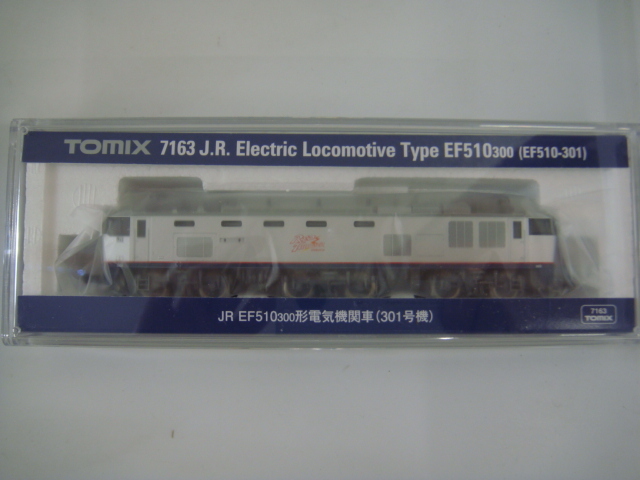 TOMIX 7163 J.R. Electric Locomotive Type EF510300 (EF510-301)
JR EF510300形電気機関車(301号機)
7163
TOMIX